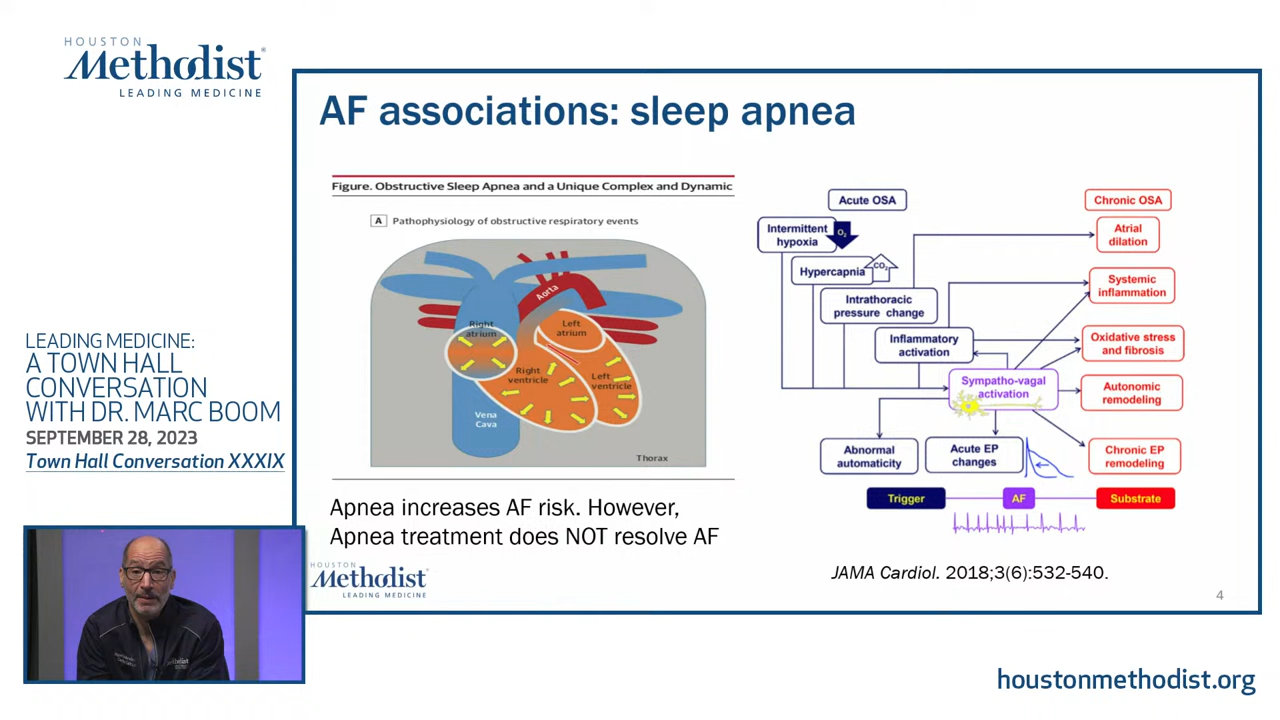 HOUSTON
Methodist
LEADING MEDICINE
LEADING MEDICINE:
A TOWN HALL
CONVERSATION
WITH DR. MARC BOOM
SEPTEMBER 28, 2023
Town Hall Conversation XXXIX
AF associations: sleep apnea
Figure. Obstructive Sleep Apnea and a Unique Complex and Dynamic
A Pathophysiology of obstructive respiratory events
Aorta
Right
atrium
Left
atrium
Right
ventricle
Left
ventricle
Vena
Cava
Thorax
Apnea increases AF risk. However,
Apnea treatment does NOT resolve AF
HOUSTON
Methodist
LEADING MEDICINE
Acute OSA
Chronic OSA
Intermittent
hypoxia
O2
Hypercapnia
CO2
Intrathoracic
pressure change
Inflammatory
activation
Sympatho-vagal
activation
Atrial
dilation
Systemic
inflammation
Oxidative stress
and fibrosis
Autonomic
remodeling
Abnormal
automaticity
Acute EP
changes
Chronic EP
remodeling
Trigger
AF
Substrate
JAMA Cardiol. 2018;3(6):532-540.
4
houstonmethodist.org